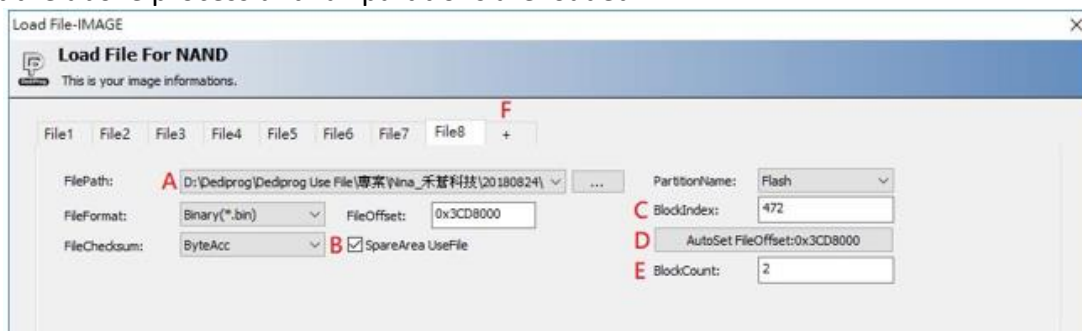 Load File-IMAGE
Load File For NAND
This is your image informations.
F
File1 File2 File3 File4 File5 File6 File7 File8 +
FilePath: A D:\Dediprog\Dediprog Use File\專案\Nina_禾蒼科技\20180824\ ... PartitionName: Flash
FileFormat: Binary(*.bin) FileOffset: 0x3CD8000 C BlockIndex: 472
FileChecksum: ByteAcc B SpareArea UseFile D AutoSet FileOffset:0x3CD8000
E BlockCount: 2